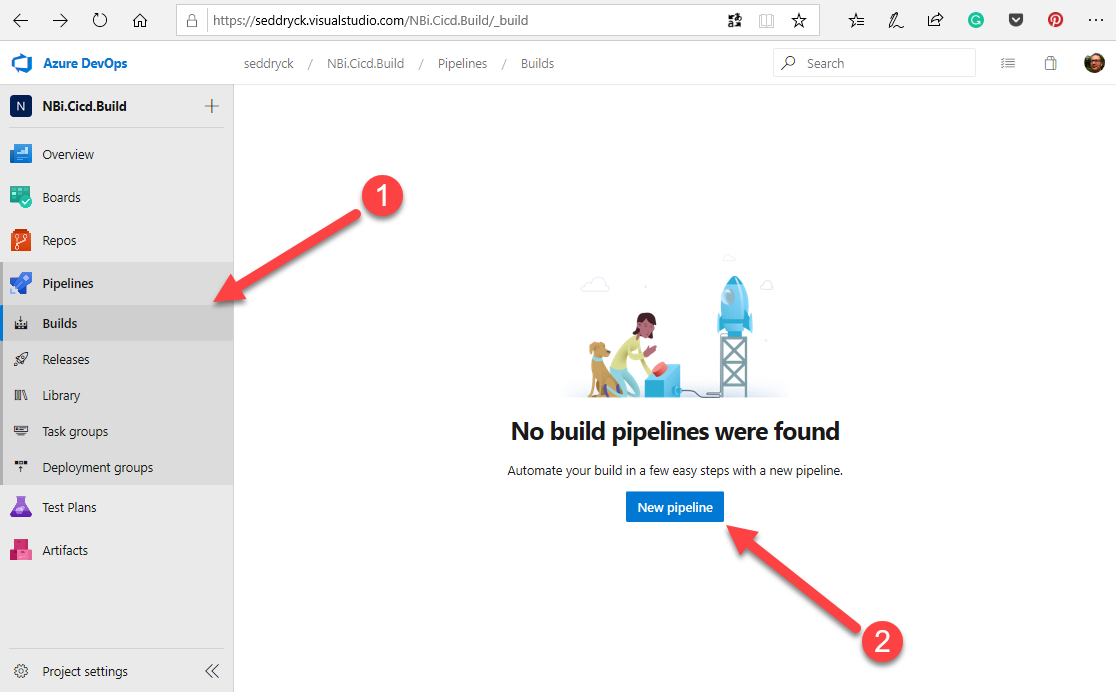 https://seddryck.visualstudio.com/NBi.Cicd.Build/_build
Azure DevOps
seddryck / NBi.Cicd.Build / Pipelines / Builds
Search
N NBi.Cicd.Build
Overview
Boards
Repos
Pipelines
Builds
Releases
Library
Task groups
Deployment groups
Test Plans
Artifacts
Project settings
1
No build pipelines were found
Automate your build in a few easy steps with a new pipeline.
New pipeline
2